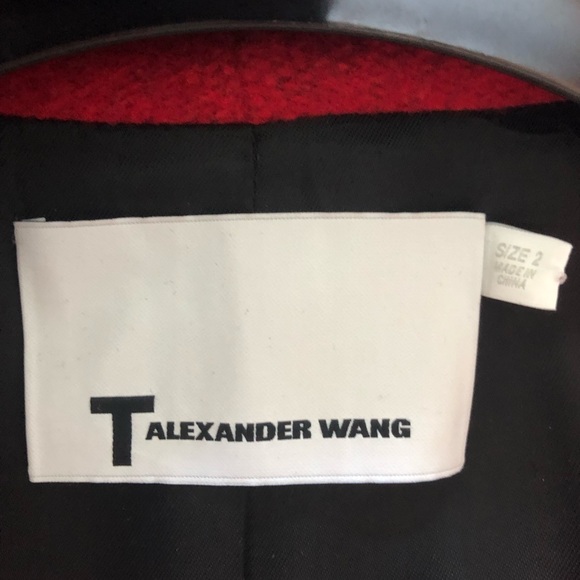 T ALEXANDER WANG
SIZE 2
MADE IN
CHINA